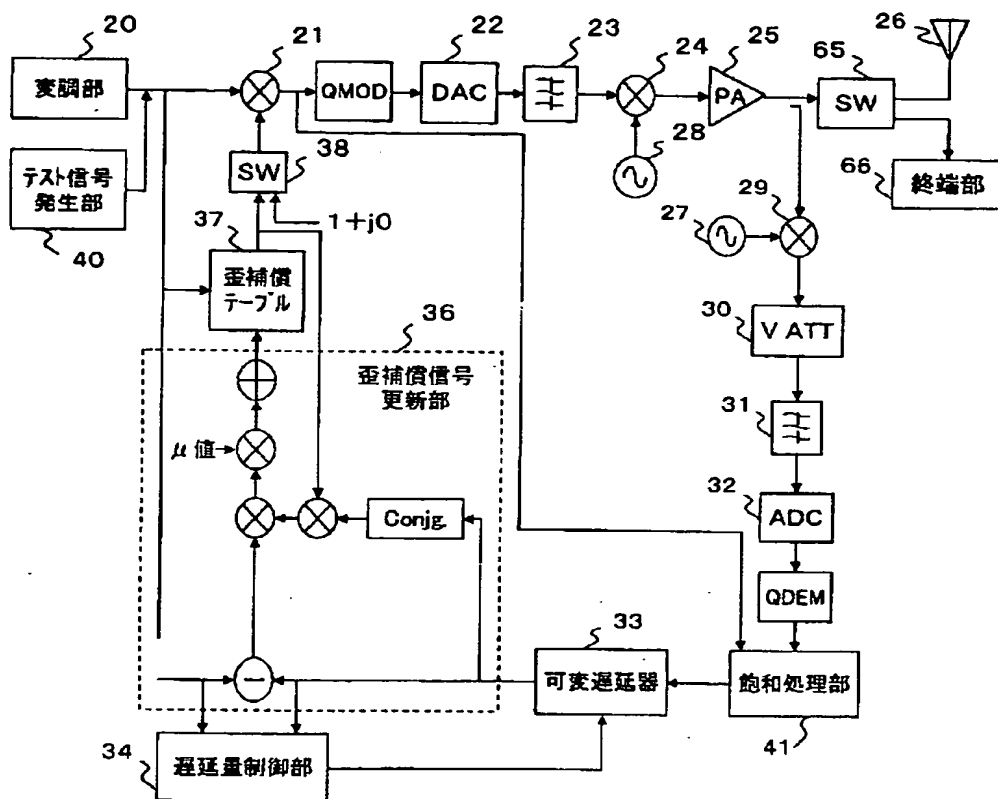 20
変調部
21
QMOD
22
DAC
23
24
25
PA
65
SW
26
テスト信号
発生部
40
38
SW
1+j0
28
66
終端部
27
29
37
歪補償
テーブル
36
歪補償信号
更新部
30
V ATT
μ値
31
Conjg.
32
ADC
QDEM
33
可変遅延器
飽和処理部
41
34
遅延量制御部